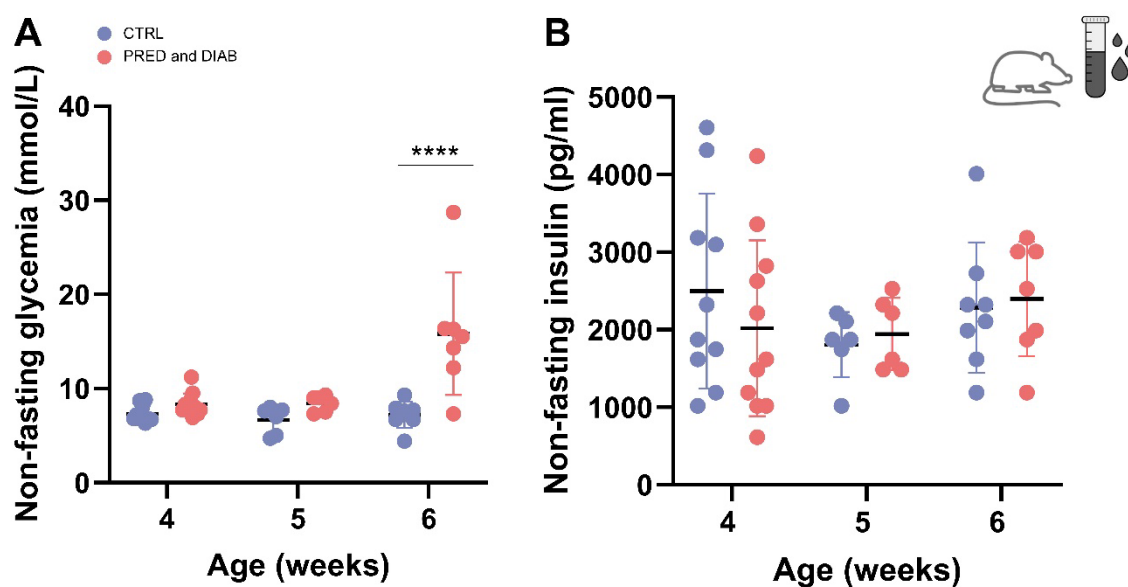 A
CTRL
PRED and DIAB
Non-fasting glycemia (mmol/L)
40
30
20
10
0
****
4
5
6
Age (weeks)
B
Non-fasting insulin (pg/ml)
5000
4000
3000
2000
1000
0
4
5
6
Age (weeks)